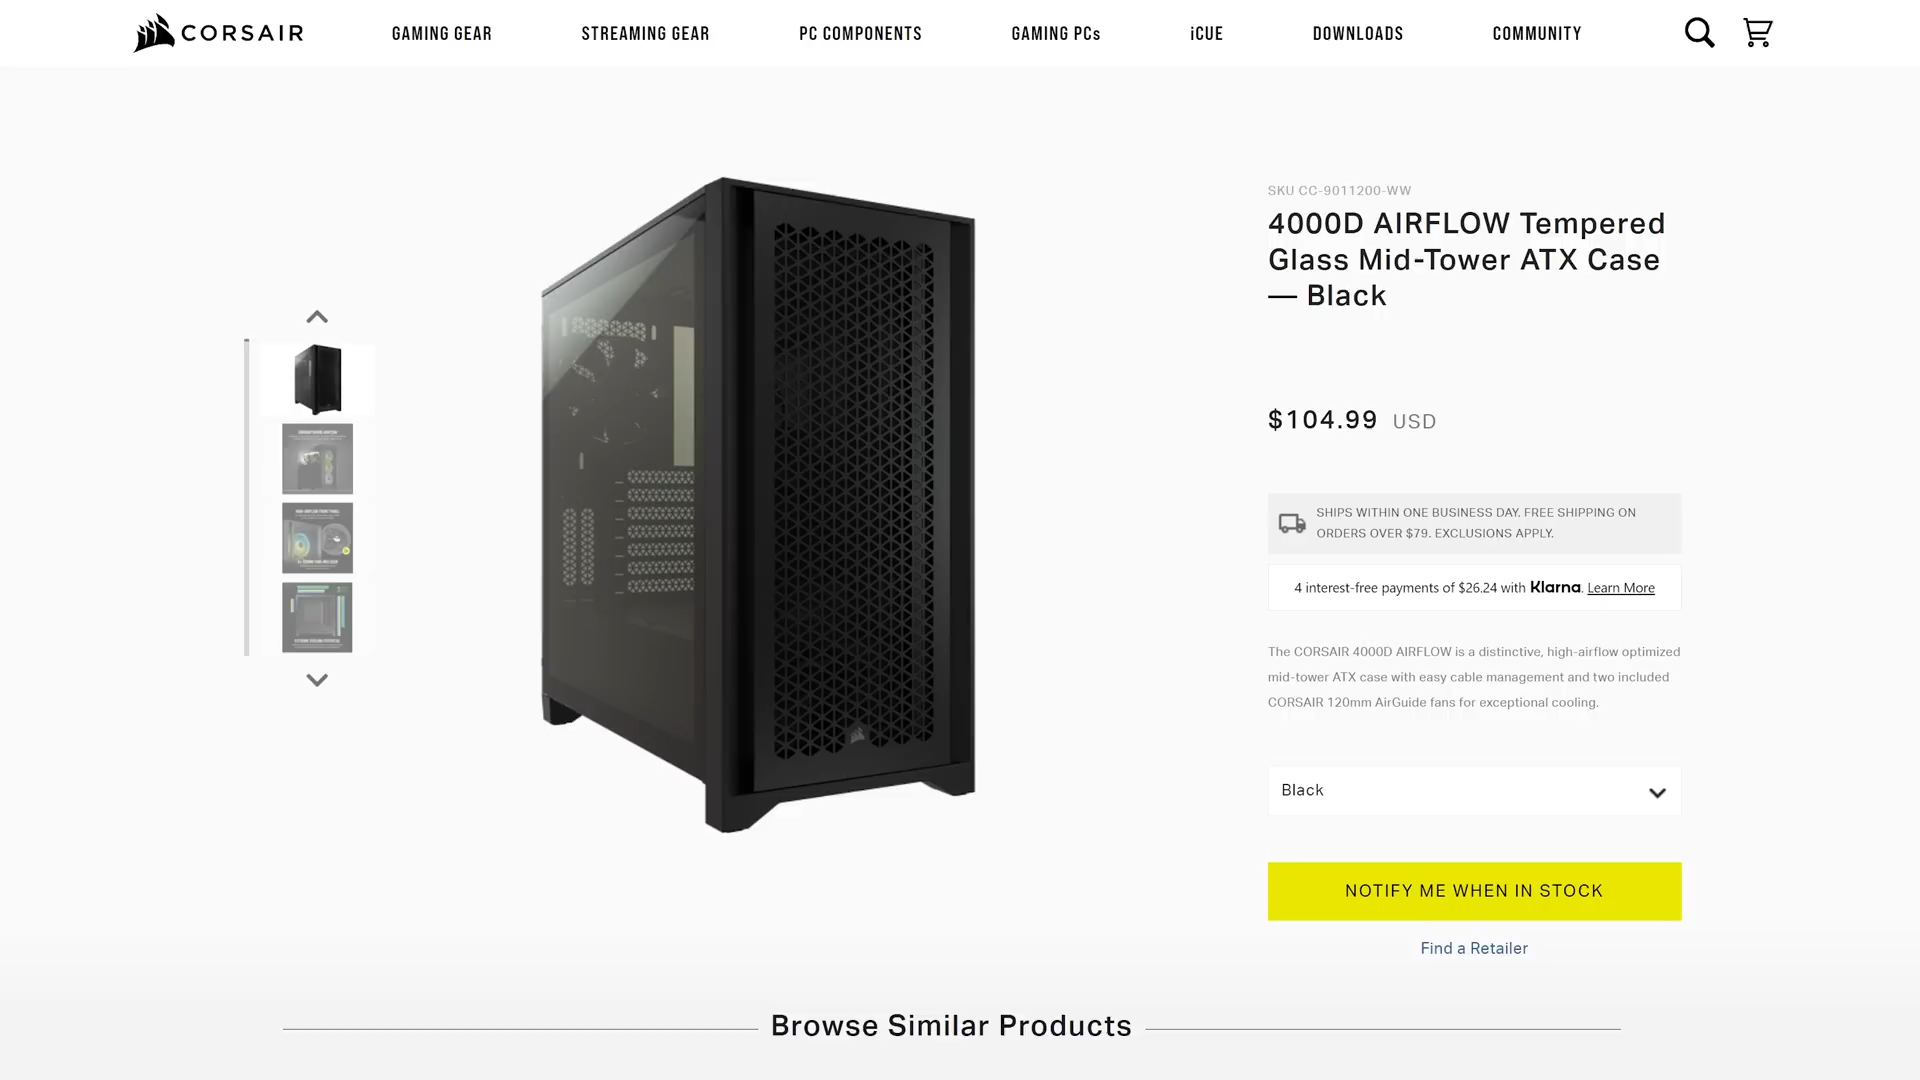 CORSAIR
GAMING GEAR
STREAMING GEAR
PC COMPONENTS
GAMING PCs
iCUE
DOWNLOADS
COMMUNITY
SKU CC-9011200-WW
4000D AIRFLOW Tempered
Glass Mid-Tower ATX Case
— Black
$104.99 USD
SHIPS WITHIN ONE BUSINESS DAY. FREE SHIPPING ON
ORDERS OVER $79. EXCLUSIONS APPLY.
4 interest-free payments of $26.24 with Klarna. Learn More
The CORSAIR 4000D AIRFLOW is a distinctive, high-airflow optimized
mid-tower ATX case with easy cable management and two included
CORSAIR 120mm AirGuide fans for exceptional cooling.
Black
NOTIFY ME WHEN IN STOCK
Find a Retailer
Browse Similar Products